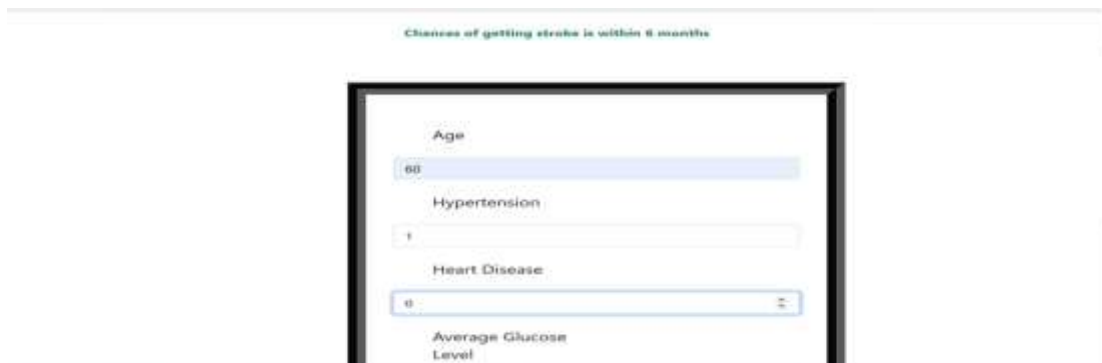 Chances of getting stroke is within 6 months
Age
60
Hypertension
1
Heart Disease
0
Average Glucose
Level